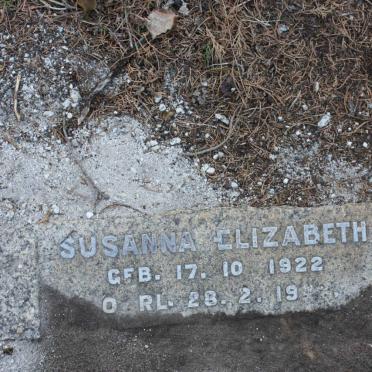 SUSANNA ELIZABETH
GEB. 17. 10 1922
O RL. 28. 2. 19